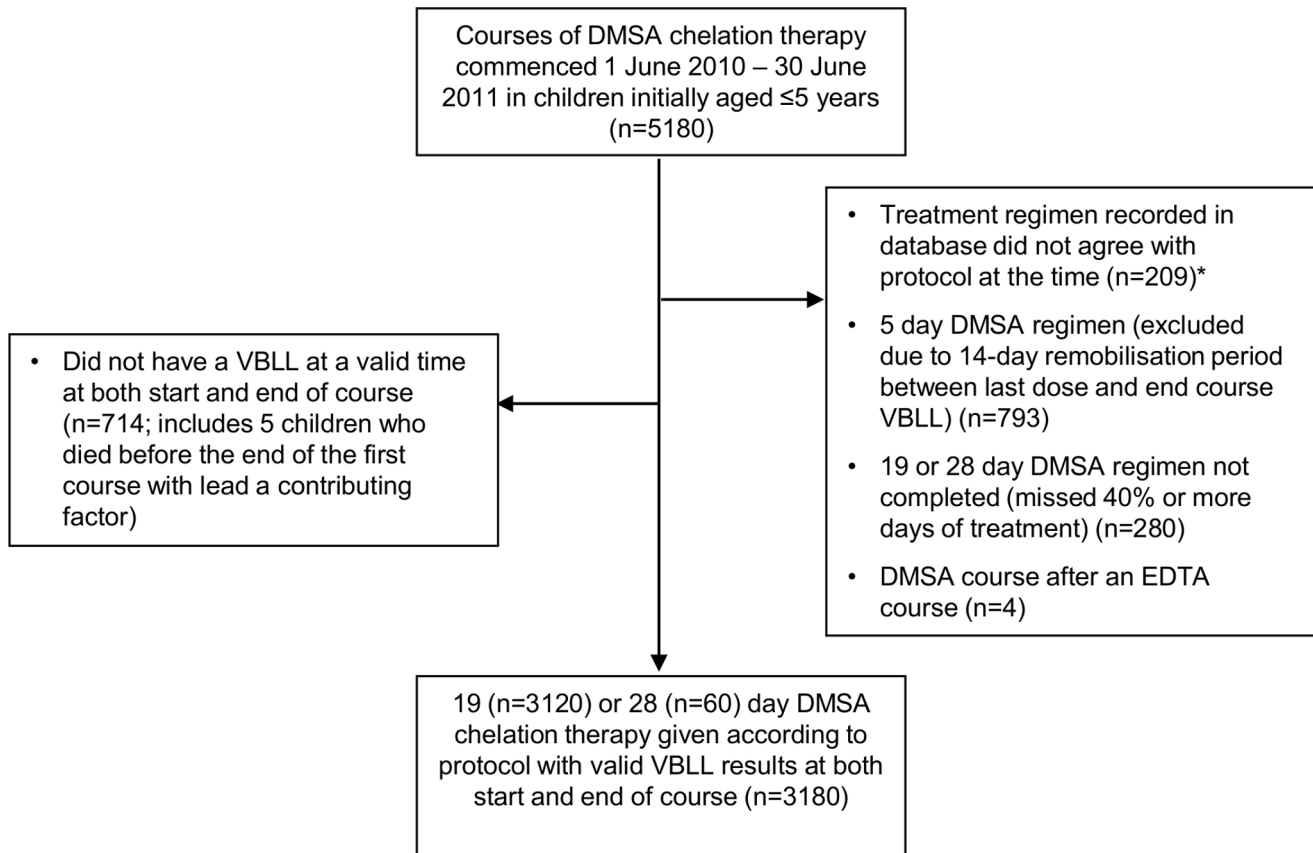 Courses of DMSA chelation therapy
commenced 1 June 2010 – 30 June
2011 in children initially aged ≤5 years
(n=5180)
• Treatment regimen recorded in
database did not agree with
protocol at the time (n=209)*
• 5 day DMSA regimen (excluded
due to 14-day remobilisation period
between last dose and end course
VBLL) (n=793)
• 19 or 28 day DMSA regimen not
completed (missed 40% or more
days of treatment) (n=280)
• DMSA course after an EDTA
course (n=4)
• Did not have a VBLL at a valid time
at both start and end of course
(n=714; includes 5 children who
died before the end of the first
course with lead a contributing
factor)
19 (n=3120) or 28 (n=60) day DMSA
chelation therapy given according to
protocol with valid VBLL results at both
start and end of course (n=3180)